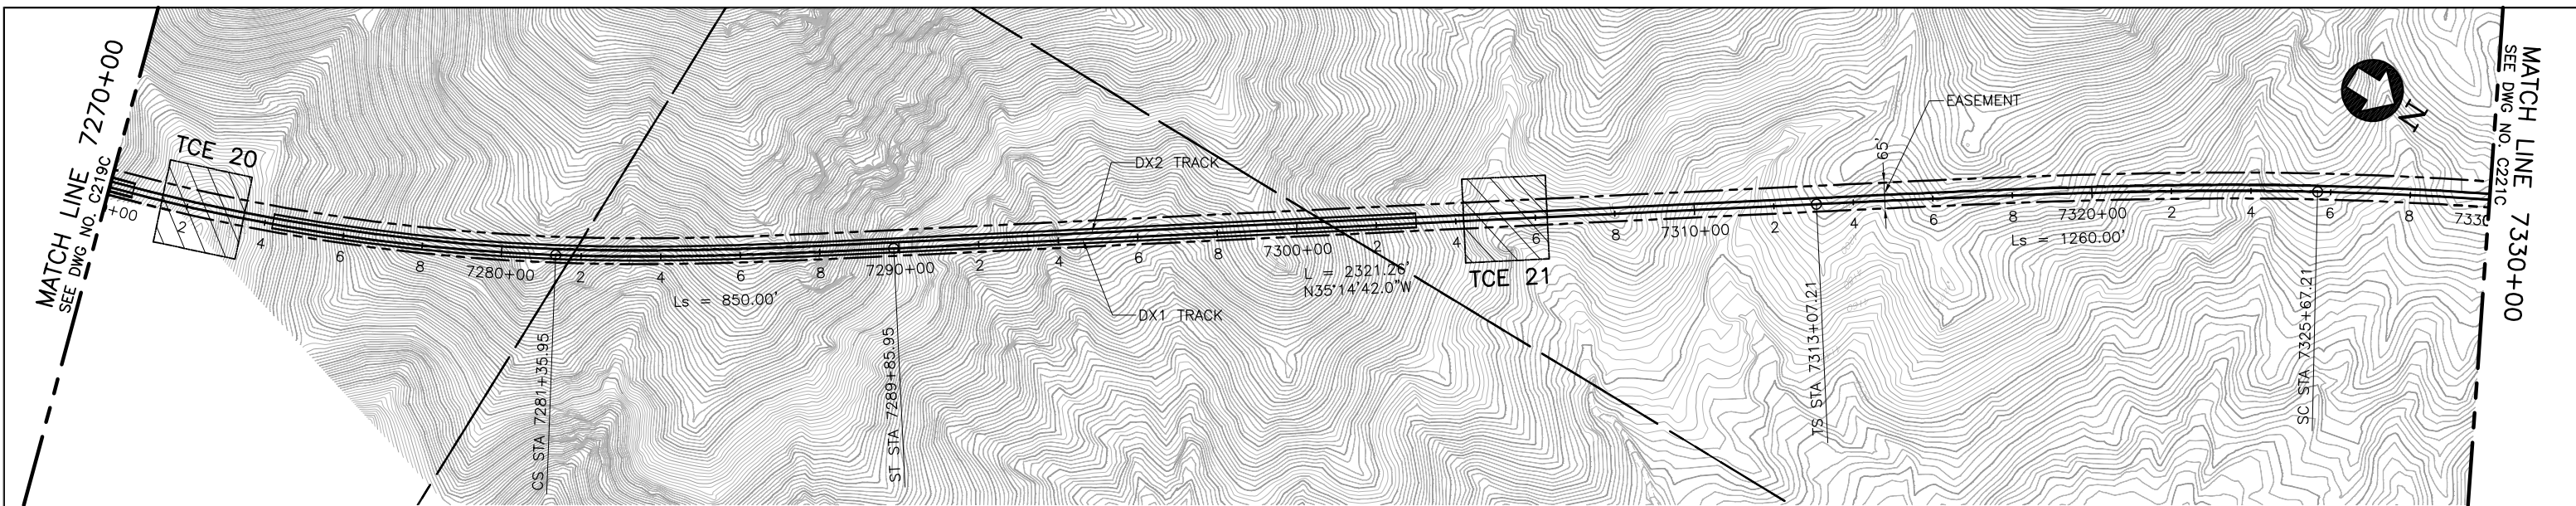 MATCH LINE 7270+00
SEE DWG NO. C219C
+00
TCE 20
2
4
6
8
7280+00
2
4
6
8
7290+00
2
4
6
8
7300+00
2
4
6
8
7310+00
2
4
6
8
7320+00
2
4
6
8
7330
CS STA 7281+35.95
Ls = 850.00'
ST STA 7289+85.95
DX2 TRACK
DX1 TRACK
L = 2321.26'
N35°14'42.0"W
TCE 21
TS STA 7313+07.21
65'
EASEMENT
Ls = 1260.00'
SC STA 7325+67.21
N
MATCH LINE 7330+00
SEE DWG NO. C221C